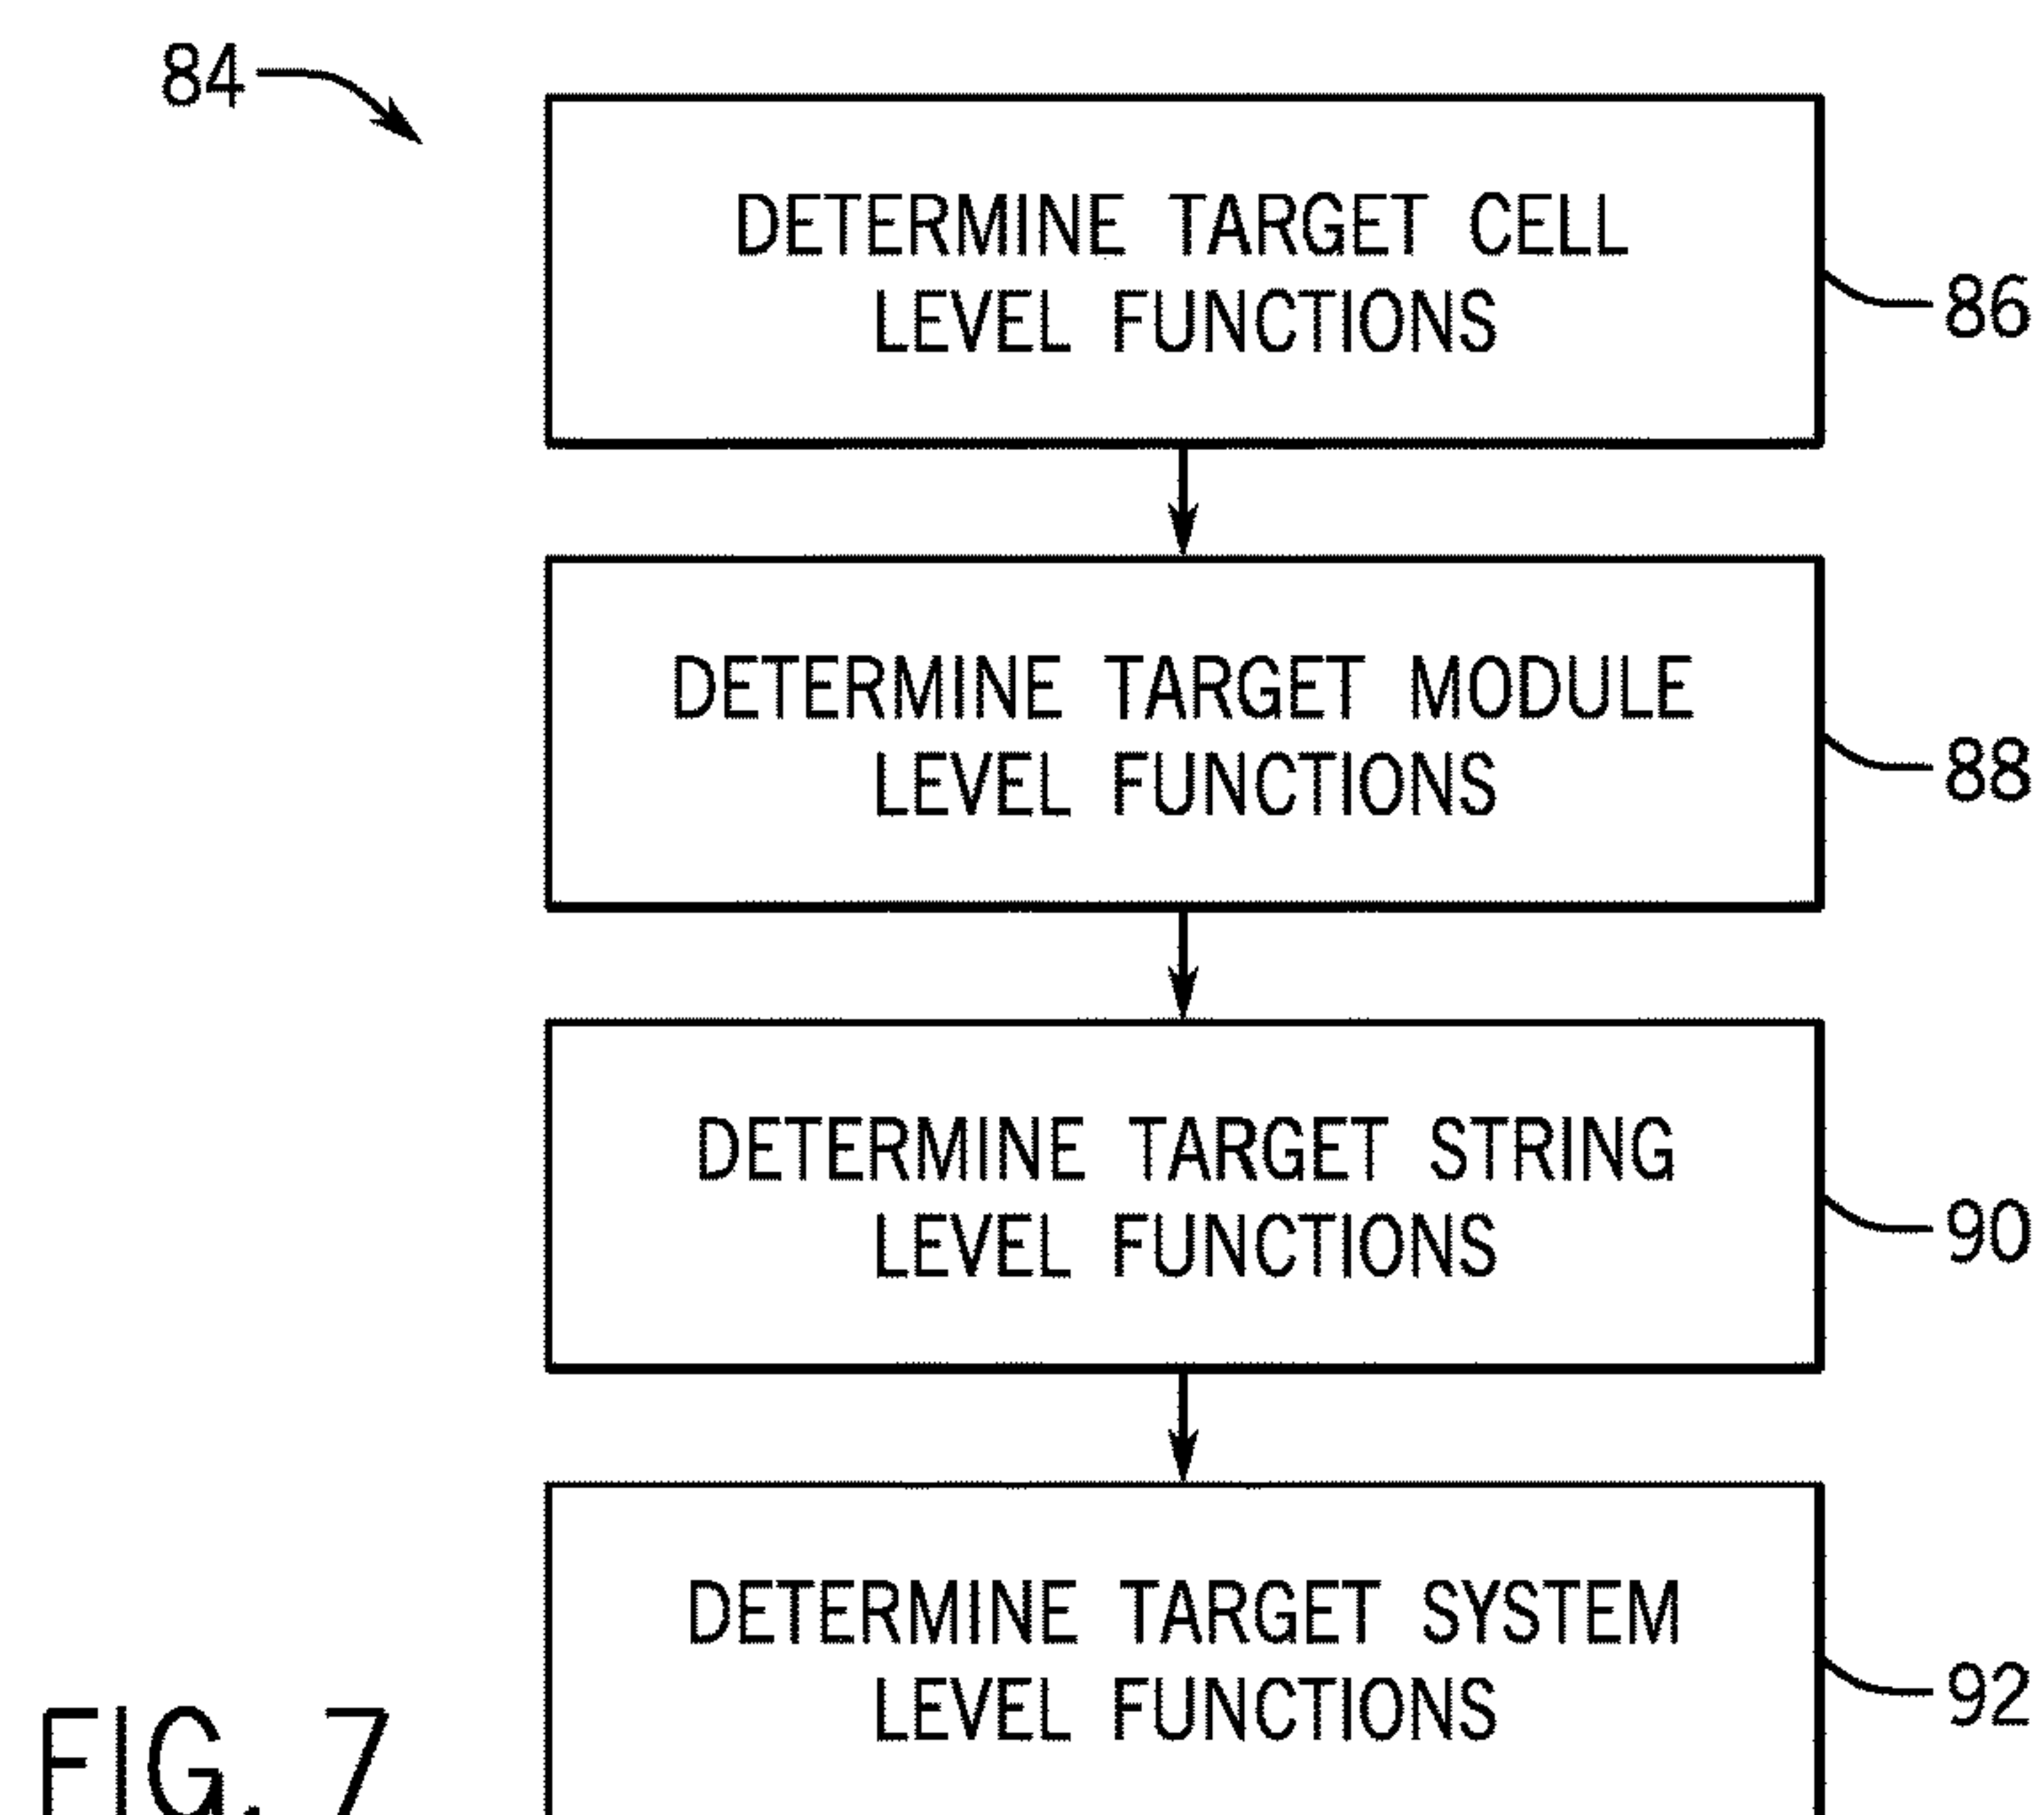 84
DETERMINE TARGET CELL
LEVEL FUNCTIONS
86
DETERMINE TARGET MODULE
LEVEL FUNCTIONS
88
DETERMINE TARGET STRING
LEVEL FUNCTIONS
90
DETERMINE TARGET SYSTEM
LEVEL FUNCTIONS
92
FIG. 7